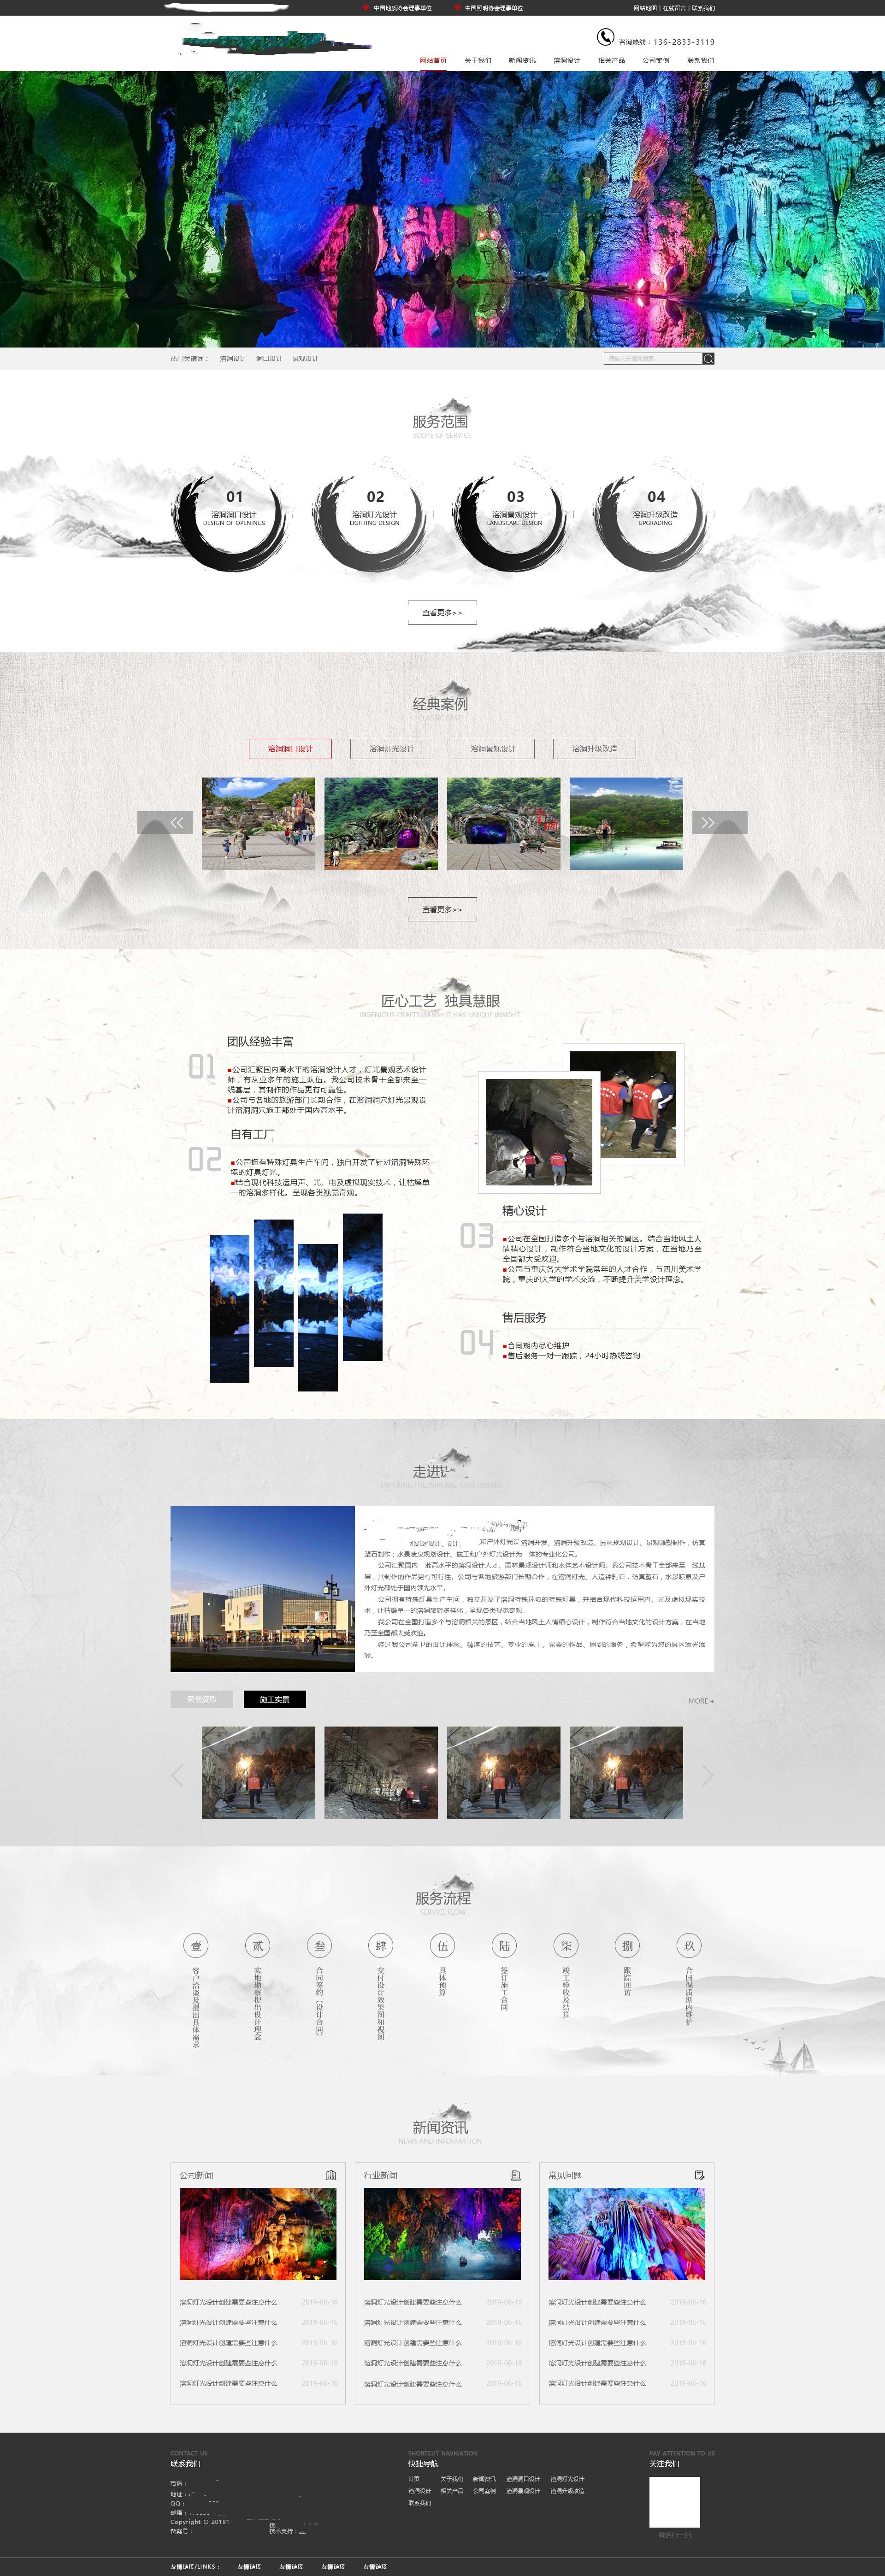 中国地质协会理事单位 中国照明协会理事单位 网站地图 | 在线留言 | 联系我们
咨询热线：136-2833-3119
网站首页 关于我们 新闻资讯 溶洞设计 相关产品 公司案例 联系我们
热门关键词： 溶洞设计 洞口设计 景观设计
请输入关键词搜索
服务范围
SCOPE OF SERVICE
01 02 03 04
溶洞洞口设计 溶洞灯光设计 溶洞景观设计 溶洞升级改造
DESIGN OF OPENINGS LIGHTING DESIGN LANDSCAPE DESIGN UPGRADING
查看更多>>
经典案例
CLASSIC CASE
溶洞洞口设计 溶洞灯光设计 溶洞景观设计 溶洞升级改造
查看更多>>
匠心工艺 独具慧眼
INGENIOUS CRAFTSMANSHIP HAS UNIQUE INSIGHT
01
团队经验丰富
■公司汇聚国内高水平的溶洞设计人才，灯光景观艺术设计
师，有从业多年的施工队伍。我公司技术骨干全部来至一
线基层，其制作的作品更有可靠性。
■公司与各地的旅游部门长期合作，在溶洞洞穴灯光景观设
计溶洞洞穴施工都处于国内高水平。
02
自有工厂
■公司拥有特殊灯具生产车间，独自开发了针对溶洞特殊环
境的灯具灯光。
■结合现代科技运用声、光、电及虚拟现实技术，让枯燥单
一的溶洞多样化。呈现各类视觉奇观。
03
精心设计
■公司在全国打造多个与溶洞相关的景区。结合当地风土人
情精心设计，制作符合当地文化的设计方案，在当地乃至
全国都大受欢迎。
■公司与重庆各大学术学院常年的人才合作，与四川美术学
院，重庆的大学的学术交流，不断提升美学设计理念。
04
售后服务
■合同期内尽心维护
■售后服务一对一跟踪，24小时热线咨询
走进
溶洞开发、溶洞升级改造、园林规划设计、景观雕塑制作，仿真
塑石制作；水景喷泉规划设计、施工和户外灯光设计为一体的专业化公司。
公司汇聚国内一批高水平的溶洞设计人才、园林景观设计师和水体艺术设计师。我公司技术骨干全部来至一线基
层，其制作的作品更有可行性。公司与各地旅游部门长期合作，在溶洞灯光、人造钟乳石，仿真塑石，水景喷泉及户
外灯光都处于国内领先水平。
公司拥有特殊灯具生产车间，独立开发了溶洞特殊环境的特殊灯具，并结合现代科技运用声、光及虚拟现实技
术，让枯燥单一的溶洞旅游多样化，呈现各类视觉奇观。
我公司在全国打造多个与溶洞相关的景区，结合当地风土人情精心设计，制作符合当地文化的设计方案，在当地
乃至全国都大受欢迎。
经过我公司前卫的设计理念、精湛的技艺、专业的施工、完美的作品、周到的服务，希望能为您的景区添光添
彩。
荣誉资质 施工实景 MORE +
服务流程
SERVICE FLOW
壹 贰 叁 肆 伍 陆 柒 捌 玖
客户洽谈及提出具体需求
实地勘察提出设计理念
合同签约（设计合同）
交付设计效果图和视图
具体预算
签订施工合同
竣工验收及结算
跟踪回访
合同保质期内维护
新闻资讯
NEWS AND INFORMATION
公司新闻
溶洞灯光设计创建需要些注意什么 2019-06-16
溶洞灯光设计创建需要些注意什么 2019-06-16
溶洞灯光设计创建需要些注意什么 2019-06-16
溶洞灯光设计创建需要些注意什么 2019-06-16
溶洞灯光设计创建需要些注意什么 2019-06-16
行业新闻
溶洞灯光设计创建需要些注意什么 2019-06-16
溶洞灯光设计创建需要些注意什么 2019-06-16
溶洞灯光设计创建需要些注意什么 2019-06-16
溶洞灯光设计创建需要些注意什么 2019-06-16
溶洞灯光设计创建需要些注意什么 2019-06-16
常见问题
溶洞灯光设计创建需要些注意什么 2019-06-16
溶洞灯光设计创建需要些注意什么 2019-06-16
溶洞灯光设计创建需要些注意什么 2019-06-16
溶洞灯光设计创建需要些注意什么 2019-06-16
溶洞灯光设计创建需要些注意什么 2019-06-16
CONTACT US
联系我们
电话：
地址：
QQ：
邮箱：
Copyright © 20191
备案号： 技术支持：
SHORTCUT NAVIGATION
快捷导航
首页 关于我们 新闻资讯 溶洞洞口设计 溶洞灯光设计
溶洞设计 相关产品 公司案例 溶洞景观设计 溶洞升级改造
联系我们
PAY ATTENTION TO US
关注我们
微信扫一扫
友情链接/LINKS： 友情链接 友情链接 友情链接 友情链接